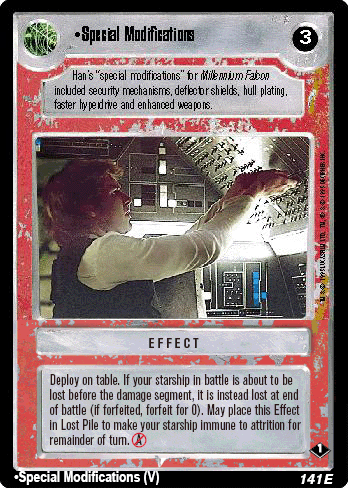 •Special Modifications
3
Han's "special modifications" for Millennium Falcon
included security mechanisms, deflector shields, hull plating,
faster hyperdrive and enhanced weapons.
EFFECT
Deploy on table. If your starship in battle is about to be
lost before the damage segment, it is instead lost at end
of battle (if forfeited, forfeit for 0). May place this Effect
in Lost Pile to make your starship immune to attrition for
remainder of turn. A
1
•Special Modifications (V)
141E